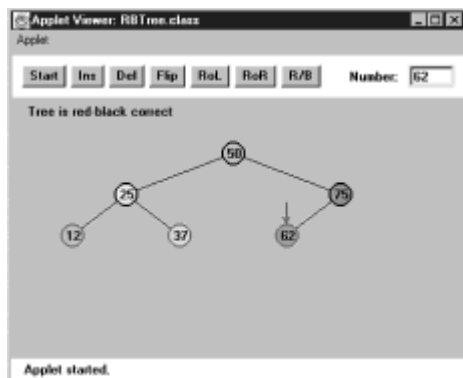 Applet Viewer: RBTree.class
Applet
Start Ins Del Flip RoL RoR R/B Number: 62
Tree is red-black correct
50
25 75
12 37 62
Applet started.